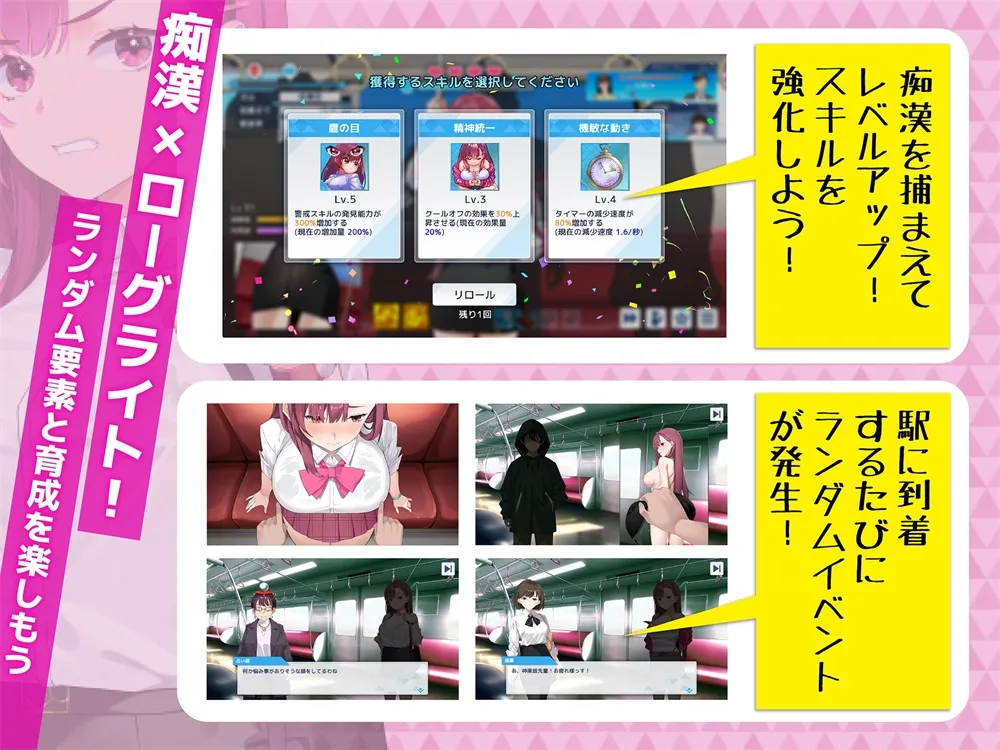 痴漢×ローグライト!
ランダム要素と育成を楽しもう
獲得するスキルを選択してください
鷹の目
Lv.5
警戒スキルの発見能力が
300%増加する
(現在の増加量 200%)
精神統一
Lv.3
クールオフの効果を30%上
昇させる(現在の効果量
20%)
機敏な動き
Lv.4
タイマーの減少速度が
80%増加する
(現在の減少速度 1.6/秒)
リロール
残り1回
痴漢を捕まえて
レベルアップ!
スキルを
強化しよう!
占い師
何か悩み事がありそうな顔をしてるわね
お、神楽坂先輩!お疲れ様っす!
駅に到着
するたびに
ランダムイベント
が発生!